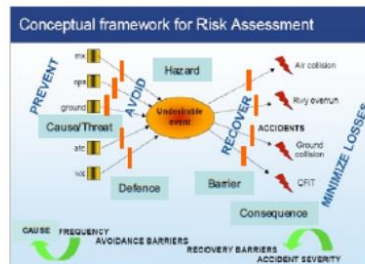 Conceptual framework for Risk Assessment
PREVENT
AVOID
Hazard
RECOVER
MINIMIZE LOSSES
mx
ops
ground
Cause/Threat
atc
Undesirable
event
Air collision
Rwy overrun
ACCIDENTS
Ground
collision
CFIT
Defence
Barrier
Consequence
CAUSE
FREQUENCY
AVOIDANCE BARRIERS
RECOVERY BARRIERS
ACCIDENT SEVERITY